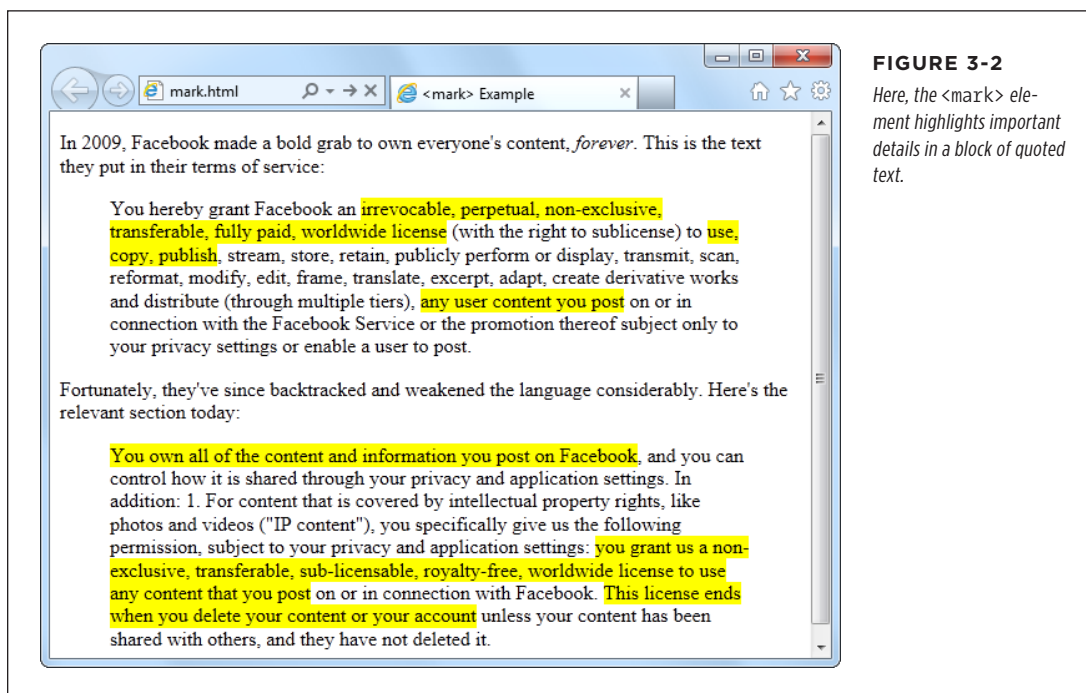 mark.html
<mark> Example
In 2009, Facebook made a bold grab to own everyone's content, forever. This is the text
they put in their terms of service:
You hereby grant Facebook an irrevocable, perpetual, non-exclusive,
transferable, fully paid, worldwide license (with the right to sublicense) to use,
copy, publish, stream, store, retain, publicly perform or display, transmit, scan,
reformat, modify, edit, frame, translate, excerpt, adapt, create derivative works
and distribute (through multiple tiers), any user content you post on or in
connection with the Facebook Service or the promotion thereof subject only to
your privacy settings or enable a user to post.
Fortunately, they've since backtracked and weakened the language considerably. Here's the
relevant section today:
You own all of the content and information you post on Facebook, and you can
control how it is shared through your privacy and application settings. In
addition: 1. For content that is covered by intellectual property rights, like
photos and videos ("IP content"), you specifically give us the following
permission, subject to your privacy and application settings: you grant us a non-
exclusive, transferable, sub-licensable, royalty-free, worldwide license to use
any content that you post on or in connection with Facebook. This license ends
when you delete your content or your account unless your content has been
shared with others, and they have not deleted it.
FIGURE 3-2
Here, the <mark> ele-
ment highlights important
details in a block of quoted
text.